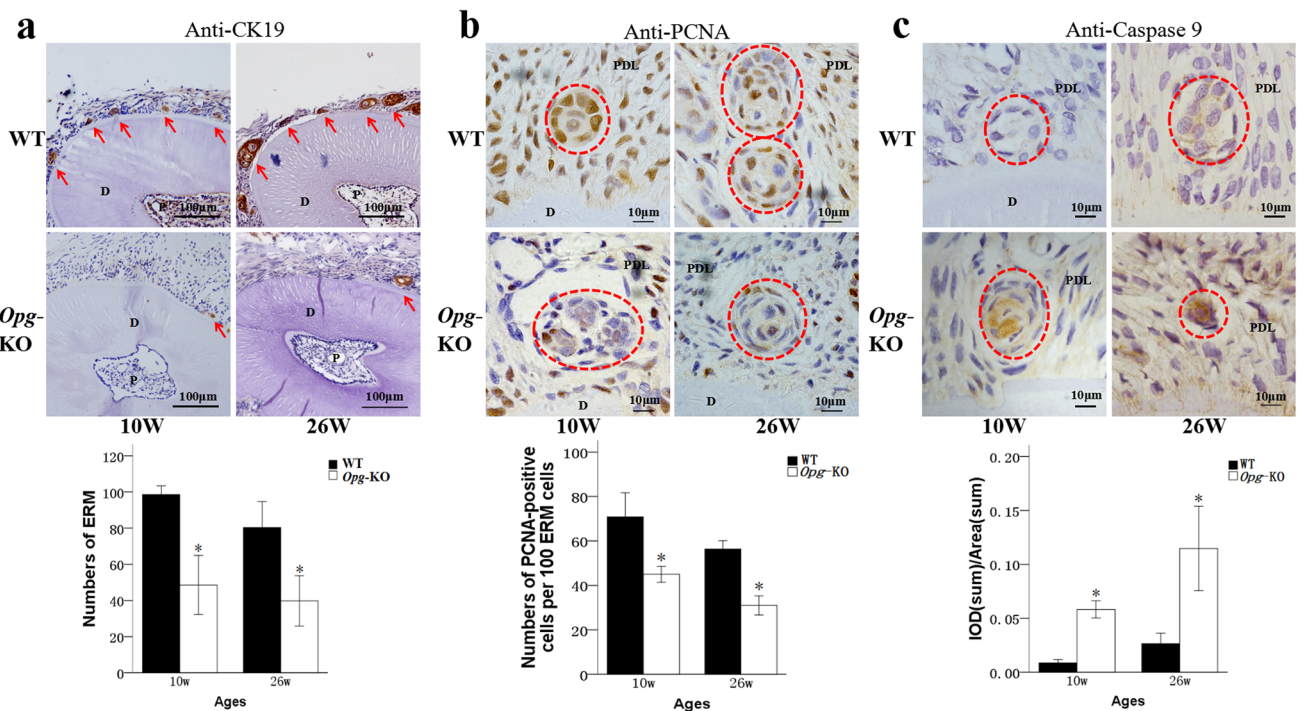 a
Anti-CK19
WT
D
P
100μm
D
P
100μm
Opg-
KO
D
P
100μm
D
P
100μm
10W
26W
120
100
80
60
40
20
0
Numbers of ERM
WT
Opg-KO
*
*
10w
26w
Ages
b
Anti-PCNA
WT
PDL
D
10μm
PDL
10μm
Opg-
KO
PDL
D
10μm
PDL
D
10μm
10W
26W
100
80
60
40
20
0
Numbers of PCNA-positive
cells per 100 ERM cells
WT
Opg-KO
*
*
10w
26w
Ages
c
Anti-Caspase 9
WT
PDL
D
10μm
PDL
10μm
Opg-
KO
PDL
10μm
PDL
10μm
10W
26W
0.20
0.15
0.10
0.05
0.00
IOD(sum)/Area(sum)
WT
Opg-KO
*
*
10w
26w
Ages